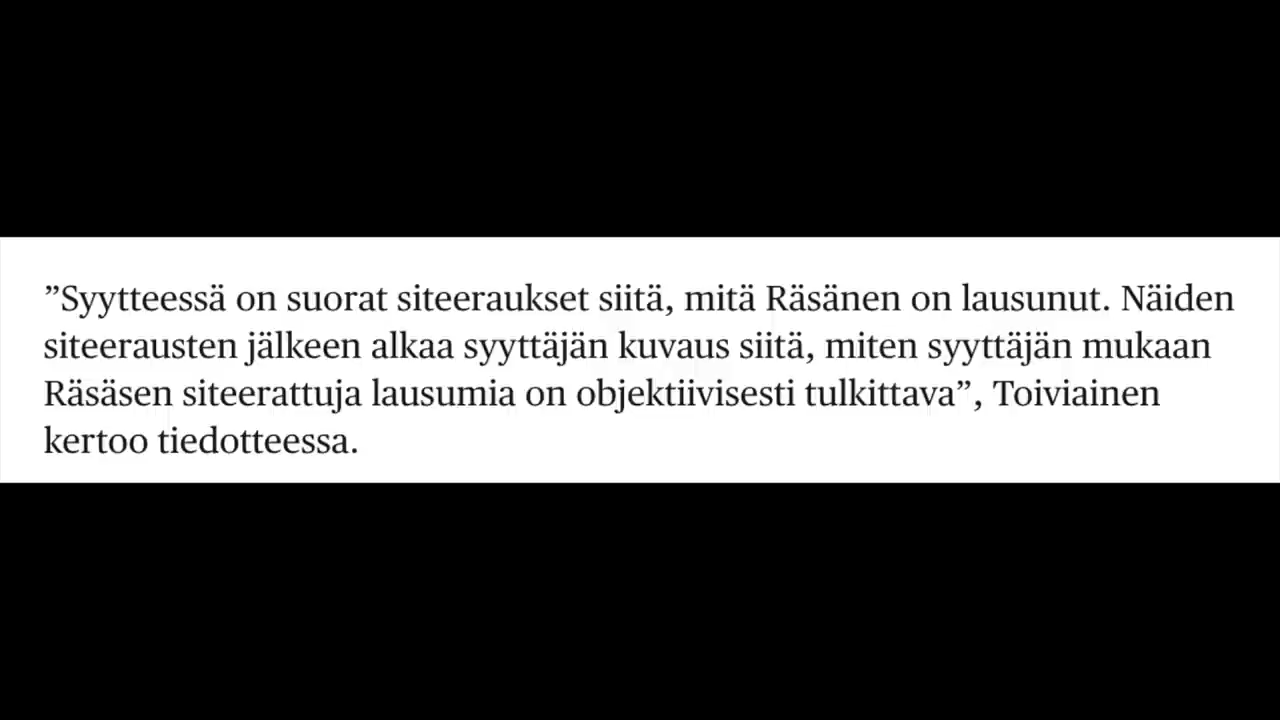 ”Syytteessä on suorat siteeraukset siitä, mitä Räsänen on lausunut. Näiden
siteerausten jälkeen alkaa syyttäjän kuvaus siitä, miten syyttäjän mukaan
Räsäsen siteerattuja lausumia on objektiivisesti tulkittava”, Toiviainen
kertoo tiedotteessa.